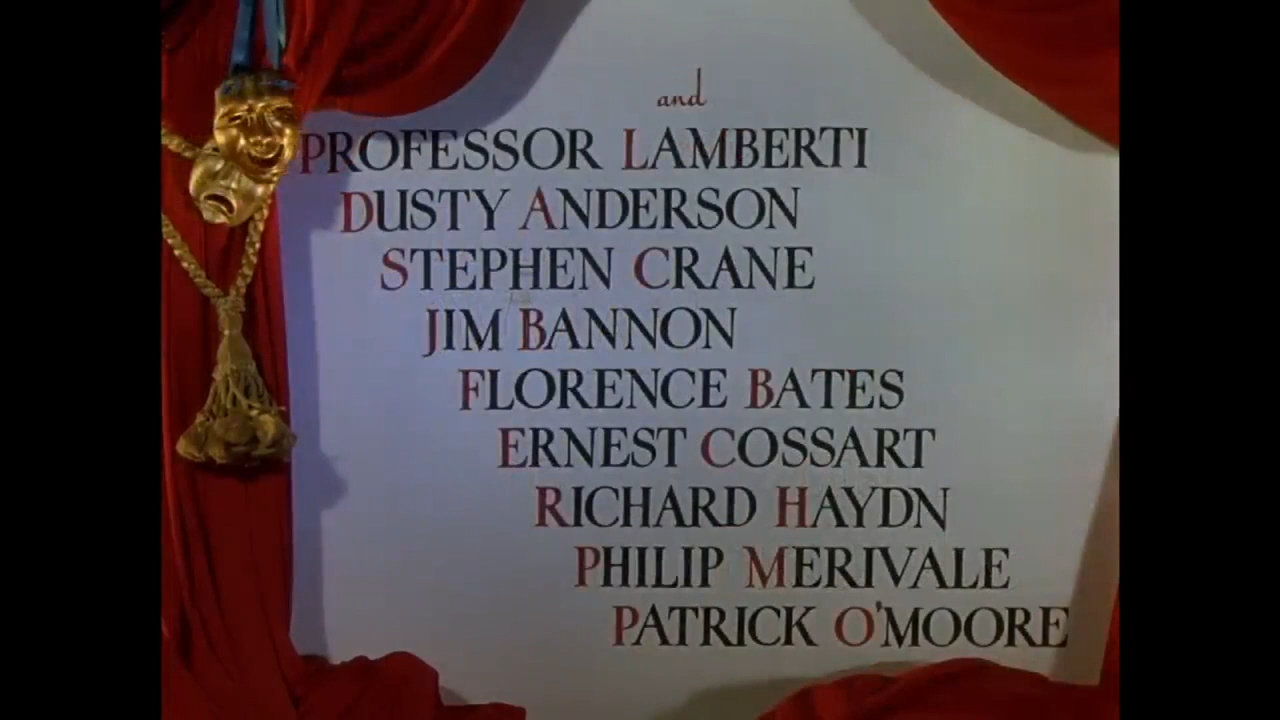 and
PROFESSOR LAMBERTI
DUSTY ANDERSON
STEPHEN CRANE
JIM BANNON
FLORENCE BATES
ERNEST COSSART
RICHARD HAYDN
PHILIP MERIVALE
PATRICK O'MOORE